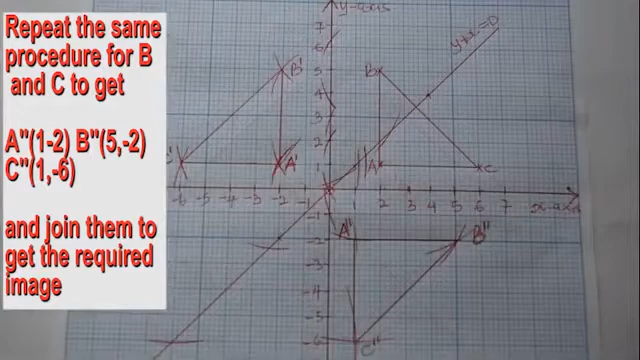 Repeat the same
procedure for B
and C to get
A"(1-2) B"(5,-2)
C"(1,-6)
and join them to
get the required
image
y-axis
7
6
5
4
3
2
1
y+x=0
B'
B
C'
A'
A
C
-6 -5 -4 -3 -2 -1 1 2 3 4 5 6 7 x-axis
-1
-2
-3
-4
-5
-6
A"
B"
C"